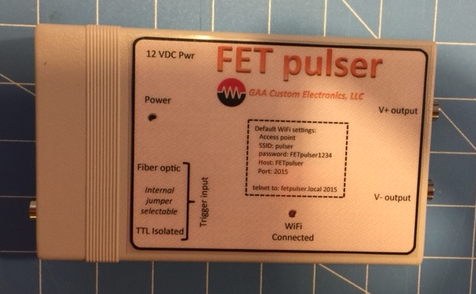 12 VDC Pwr
FET pulser
GAA Custom Electronics, LLC
Power
V+ output
Default WiFi settings:
Access point
SSID: pulser
password: FETpulser1234
Host: FETpulser
Port: 2015
telnet to: fetpulser.local 2015
Fiber optic
Internal
jumper
selectable
TTL Isolated
Trigger input
V- output
WiFi
Connected